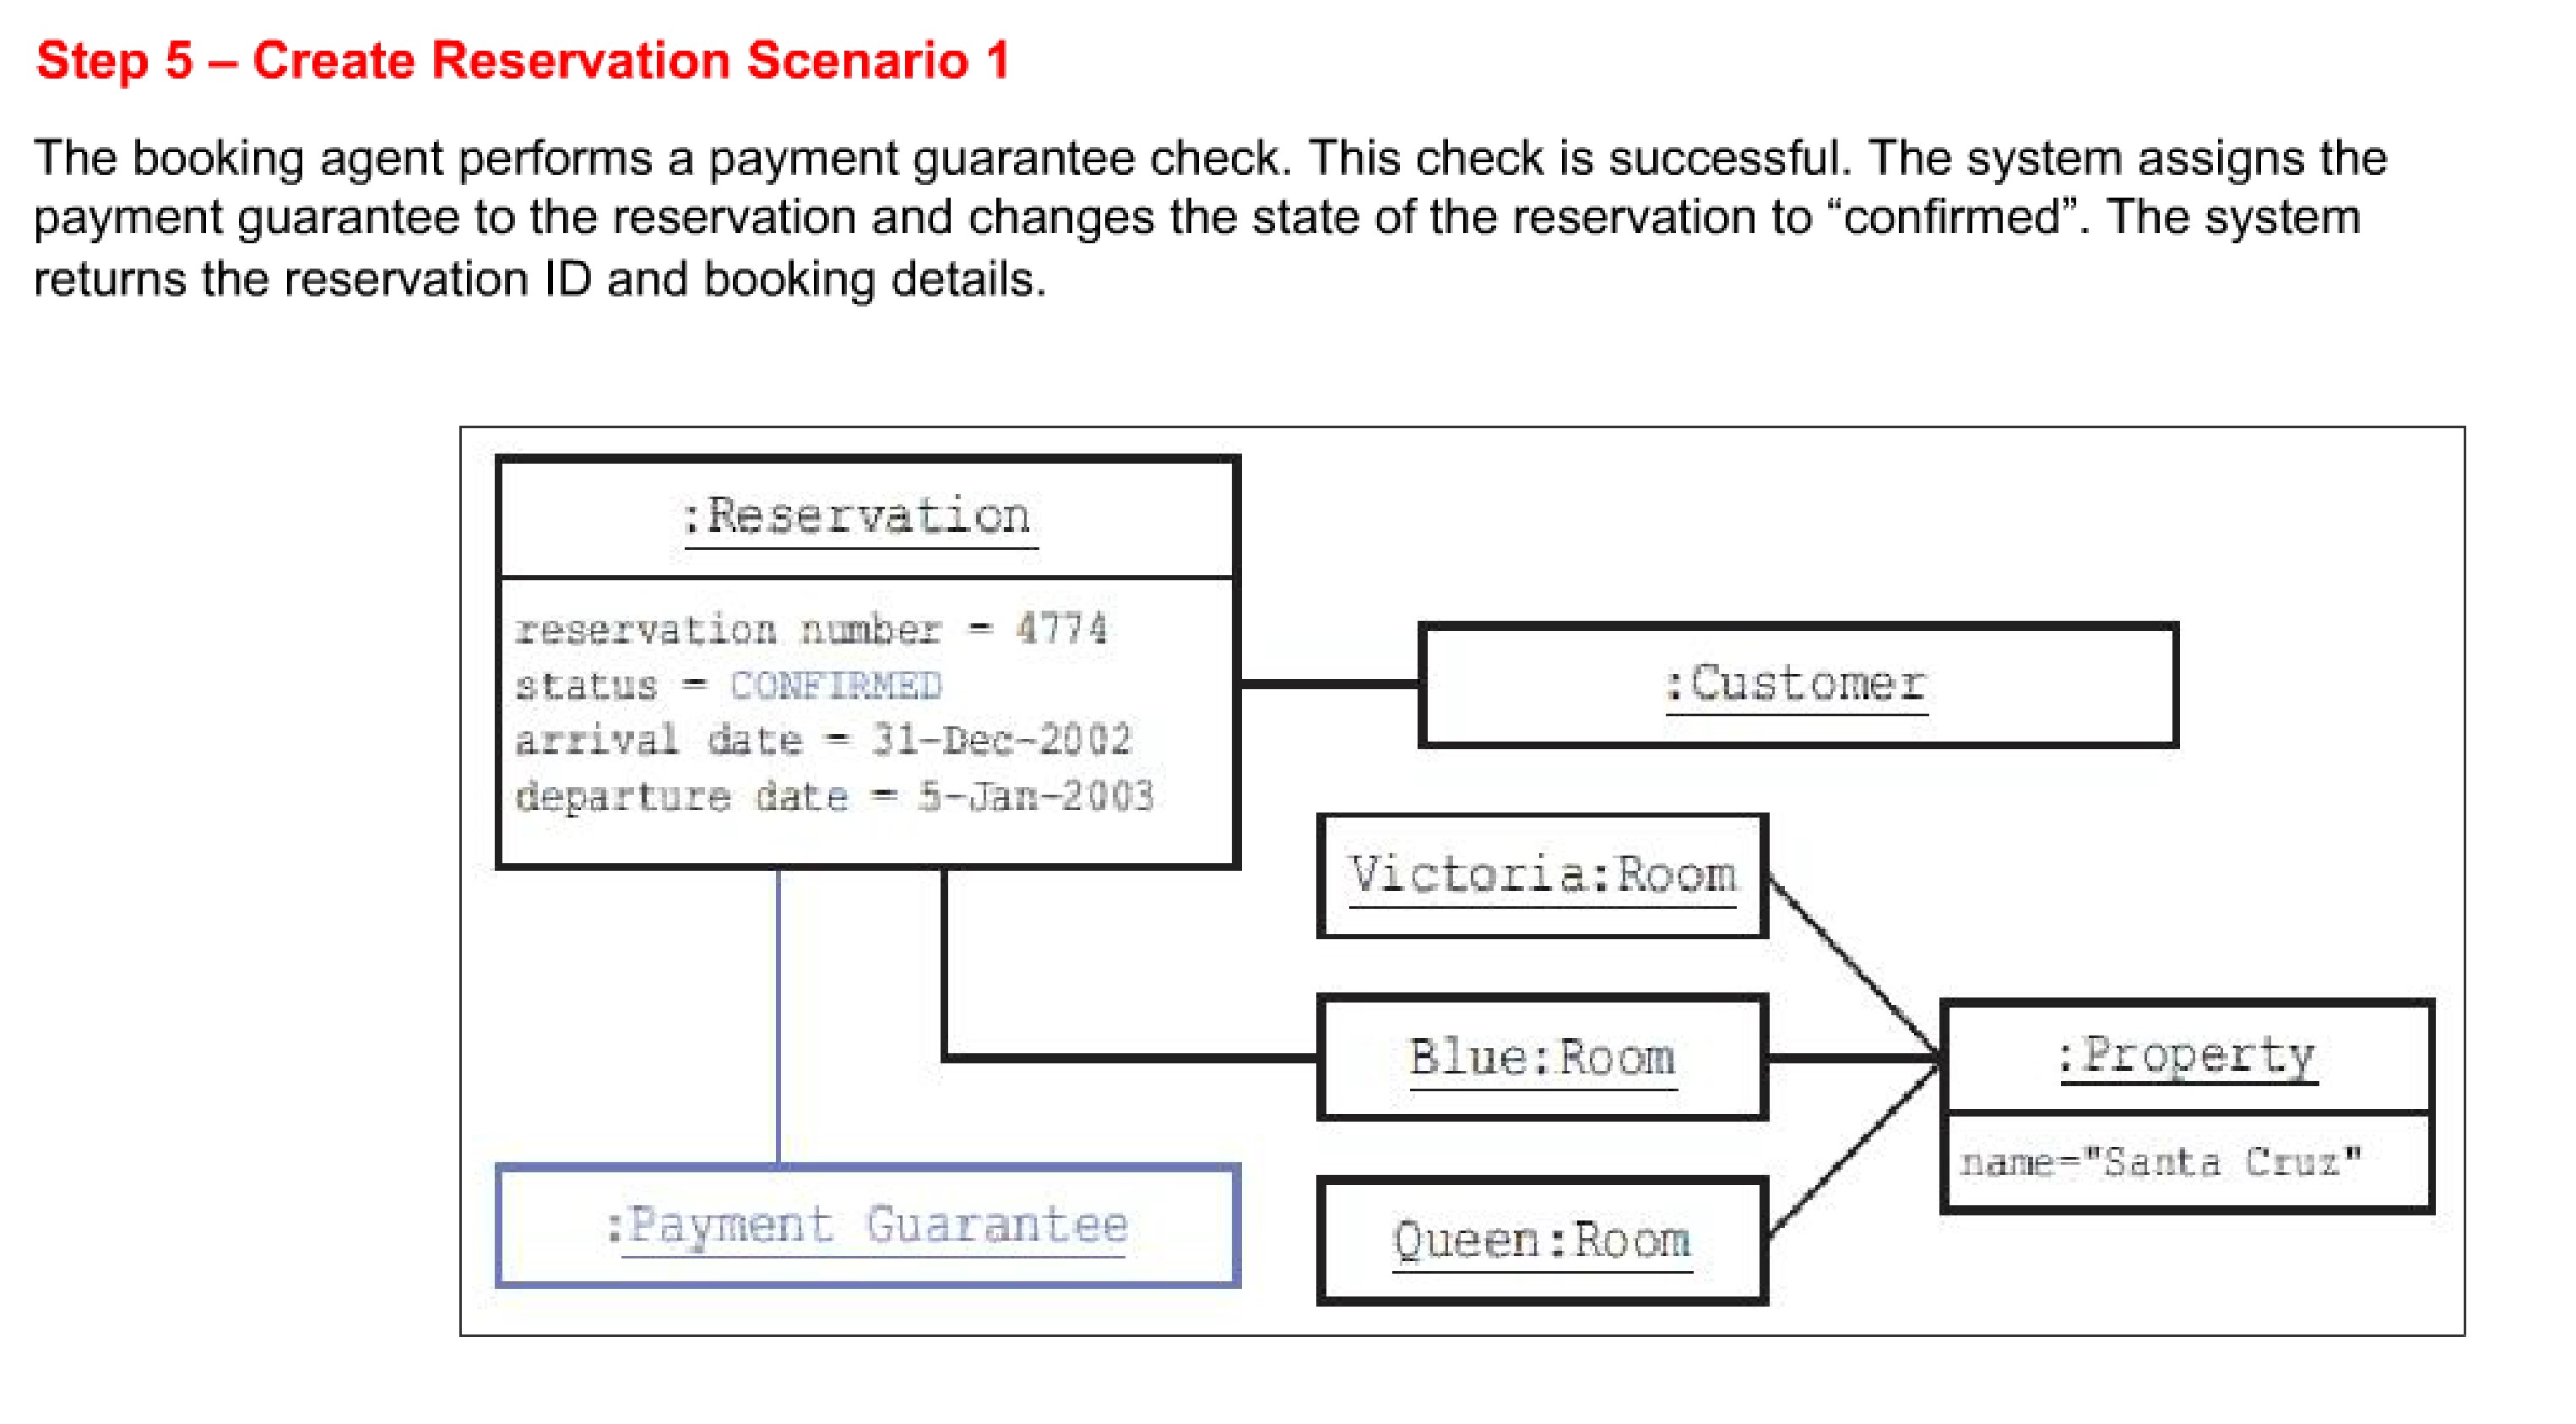 Step 5 – Create Reservation Scenario 1
The booking agent performs a payment guarantee check. This check is successful. The system assigns the
payment guarantee to the reservation and changes the state of the reservation to “confirmed”. The system
returns the reservation ID and booking details.
:Reservation
reservation number = 4774
status = CONFIRMED
arrival date = 31-Dec-2002
departure date = 5-Jan-2003
:Customer
Victoria:Room
Blue:Room
:Property
name="Santa Cruz"
:Payment Guarantee
Queen:Room